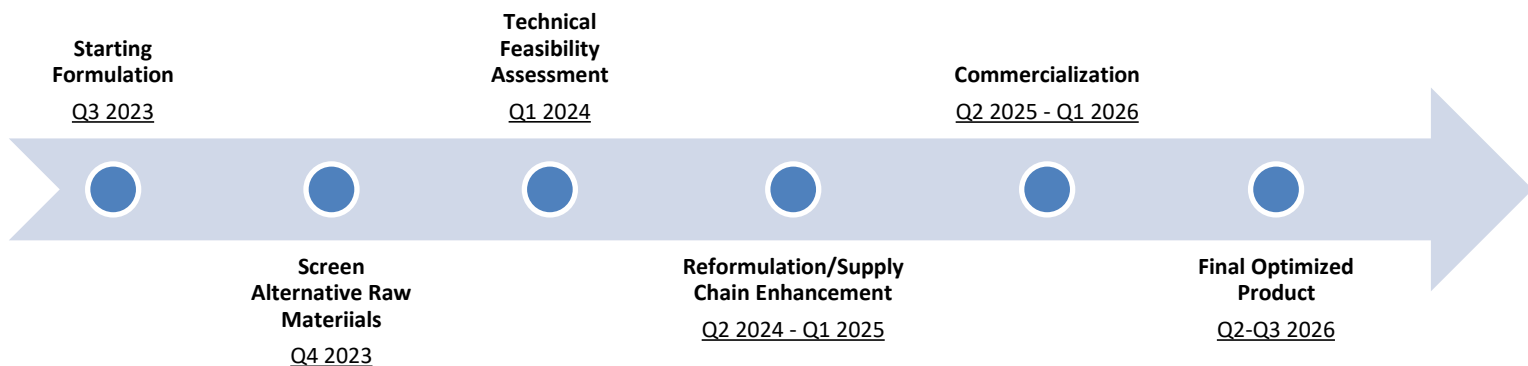 Starting
Formulation
Q3 2023
Screen
Alternative Raw
Materiials
Q4 2023
Technical
Feasibility
Assessment
Q1 2024
Reformulation/Supply
Chain Enhancement
Q2 2024 - Q1 2025
Commercialization
Q2 2025 - Q1 2026
Final Optimized
Product
Q2-Q3 2026